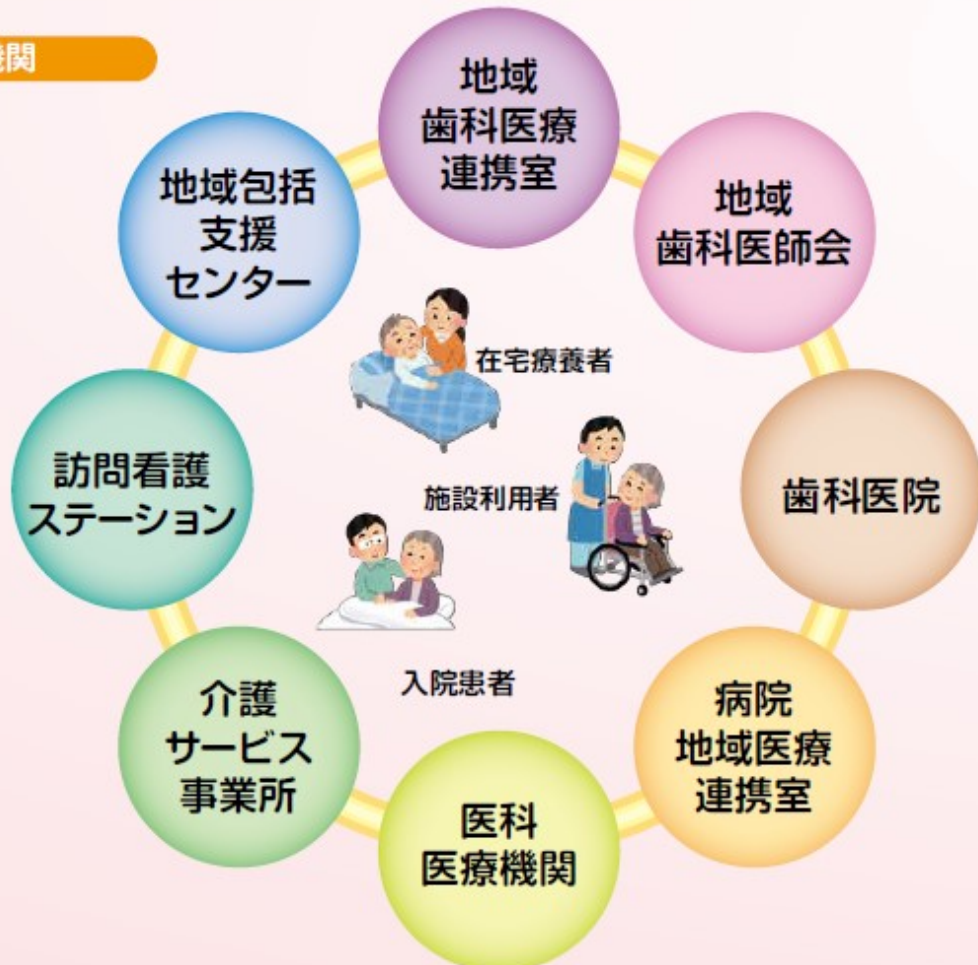 機関
地域
歯科医療
連携室
地域包括
支援
センター
地域
歯科医師会
在宅療養者
訪問看護
ステーション
施設利用者
歯科医院
入院患者
介護
サービス
事業所
病院
地域医療
連携室
医科
医療機関